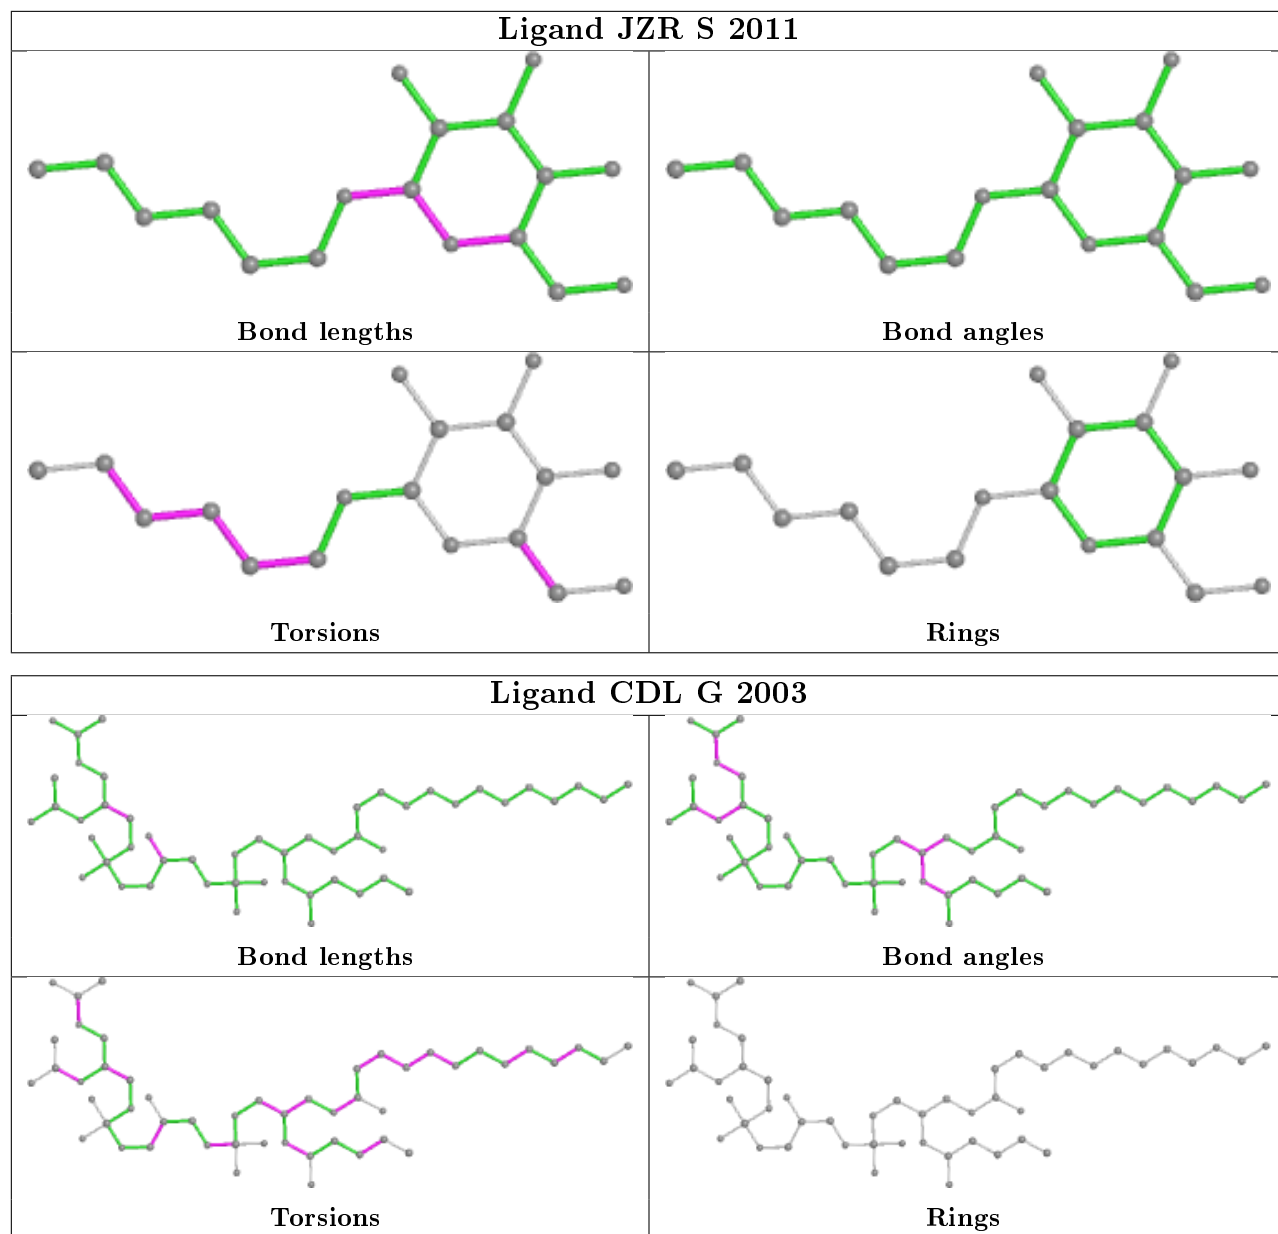 Ligand JZR S 2011
Bond lengths
Bond angles
Torsions
Rings
Ligand CDL G 2003
Bond lengths
Bond angles
Torsions
Rings